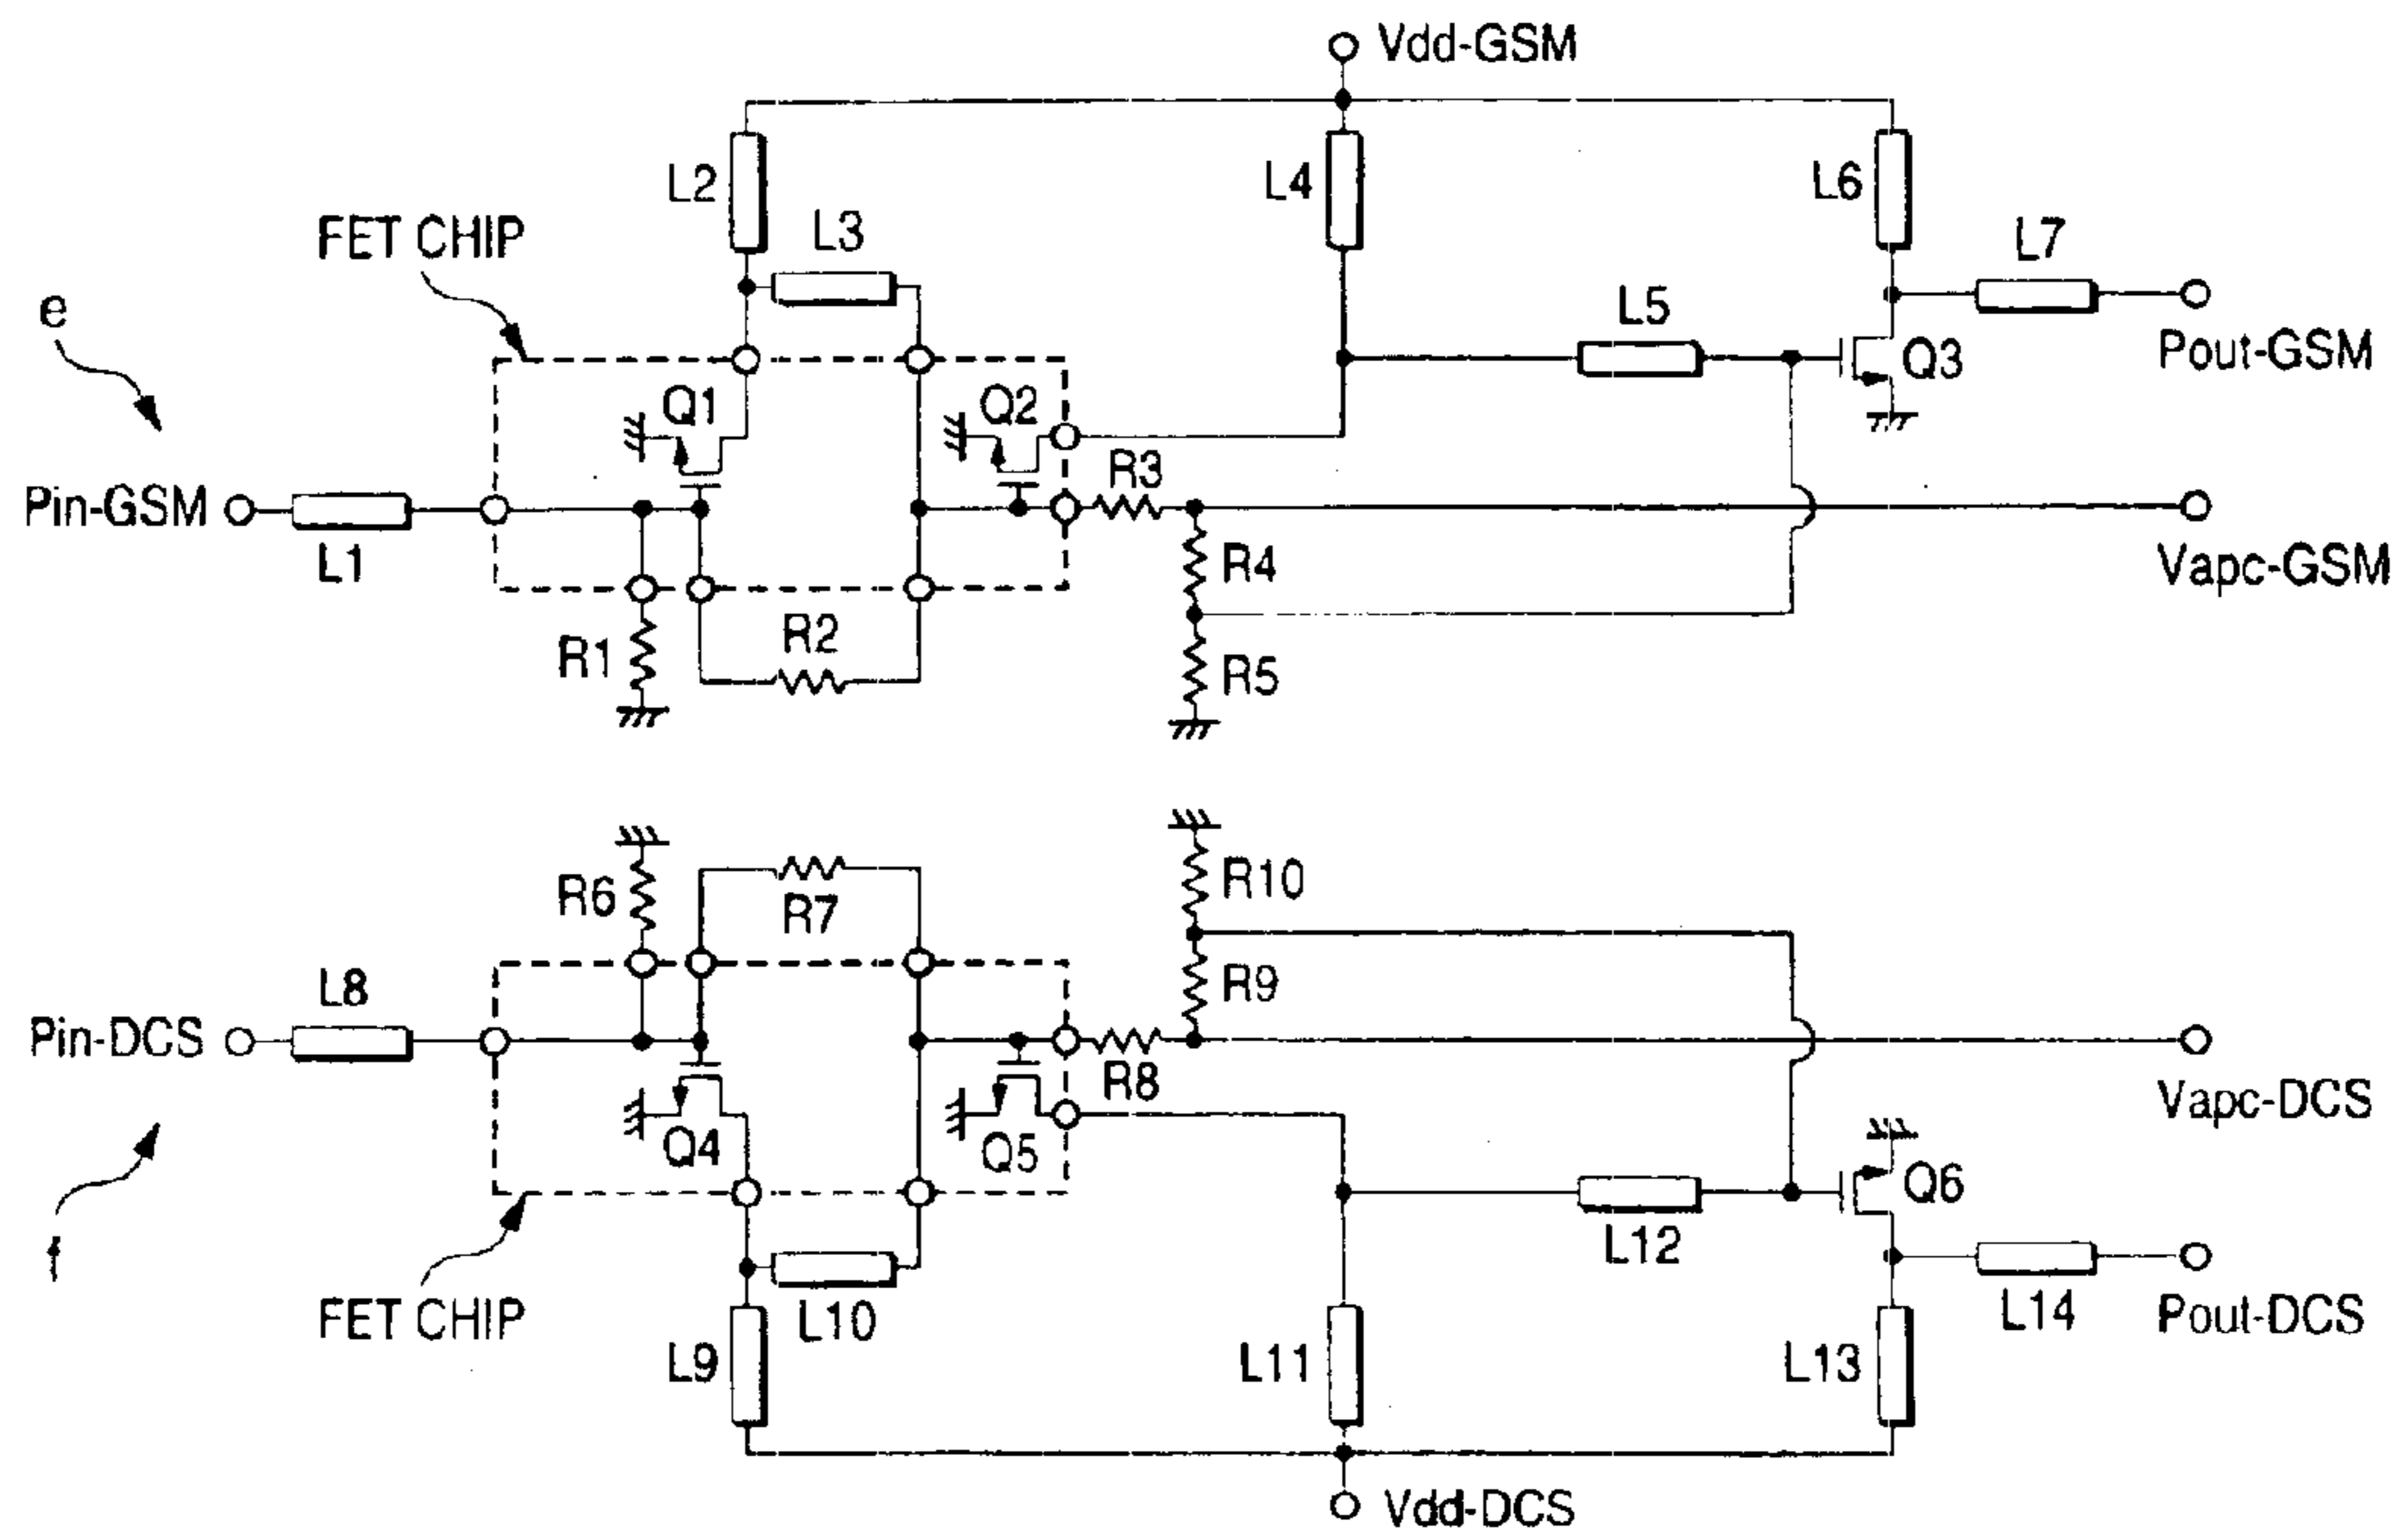 Vdd-GSM
L2
L4
L6
FET CHIP
L3
L7
e
L5
Pout-GSM
Q1
Q2
Q3
R3
Pin-GSM
L1
R4
Vapc-GSM
R1
R2
R5
R6
R7
R10
L8
R9
Pin-DCS
R8
Vapc-DCS
Q4
Q5
Q6
f
L12
FET CHIP
L10
L14
Pout-DCS
L9
L11
L13
Vdd-DCS